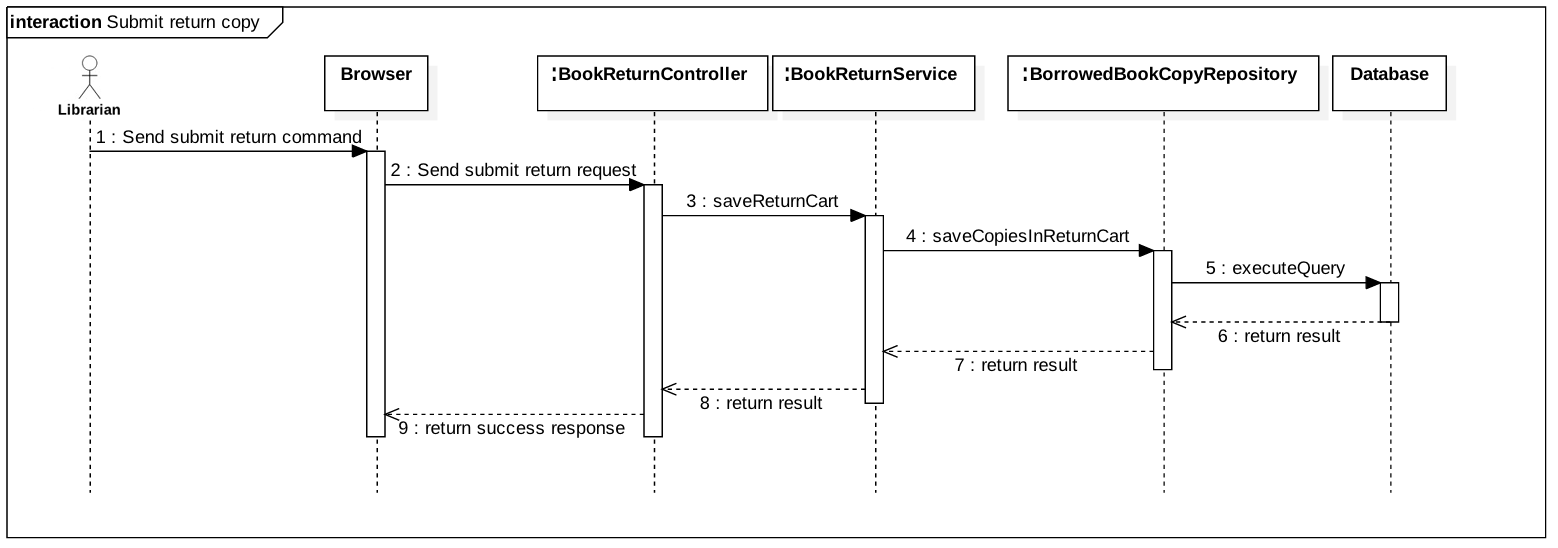 interaction Submit return copy
Librarian
Browser
:BookReturnController
:BookReturnService
:BorrowedBookCopyRepository
Database
1 : Send submit return command
2 : Send submit return request
3 : saveReturnCart
4 : saveCopiesInReturnCart
5 : executeQuery
6 : return result
7 : return result
8 : return result
9 : return success response